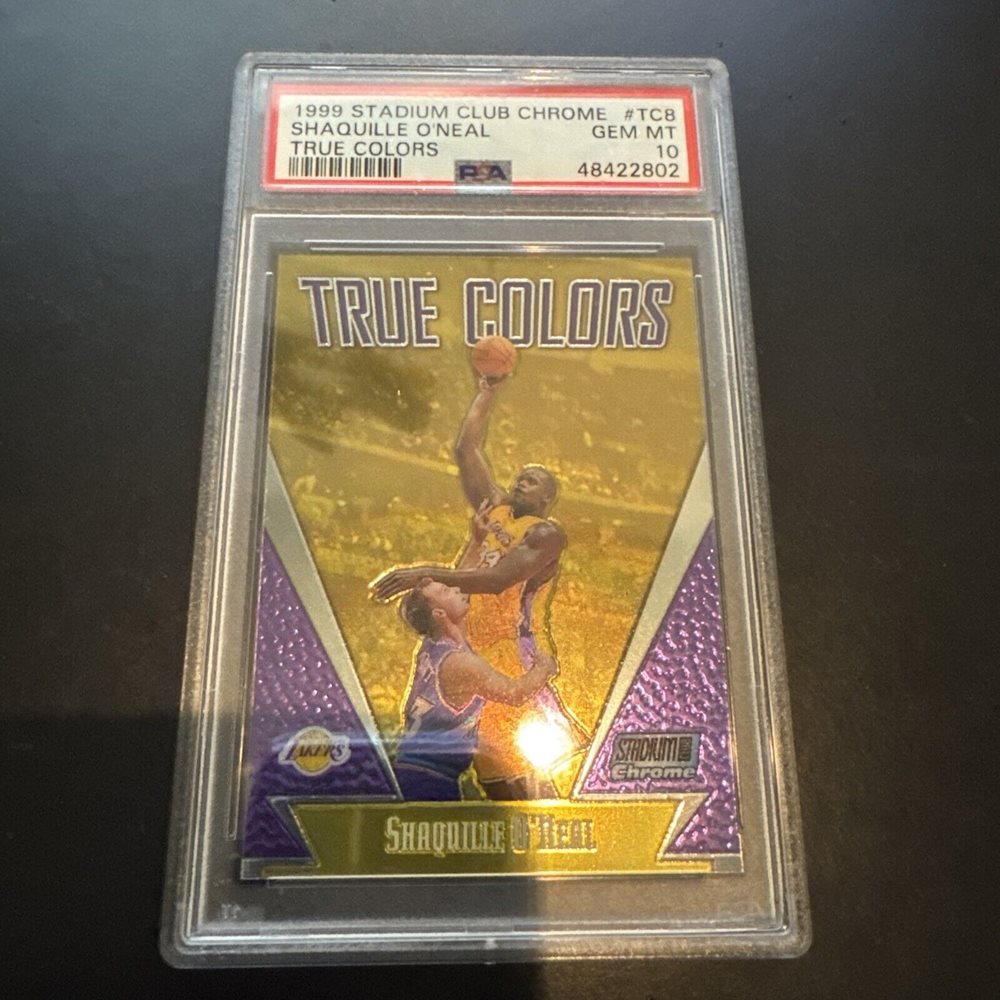 1999 STADIUM CLUB CHROME #TC8
SHAQUILLE O'NEAL GEM MT
TRUE COLORS 10
PSA 48422802
TRUE COLORS
LAKERS
STADIUM CLUB
Chrome
SHAQUILLE O'NEAL